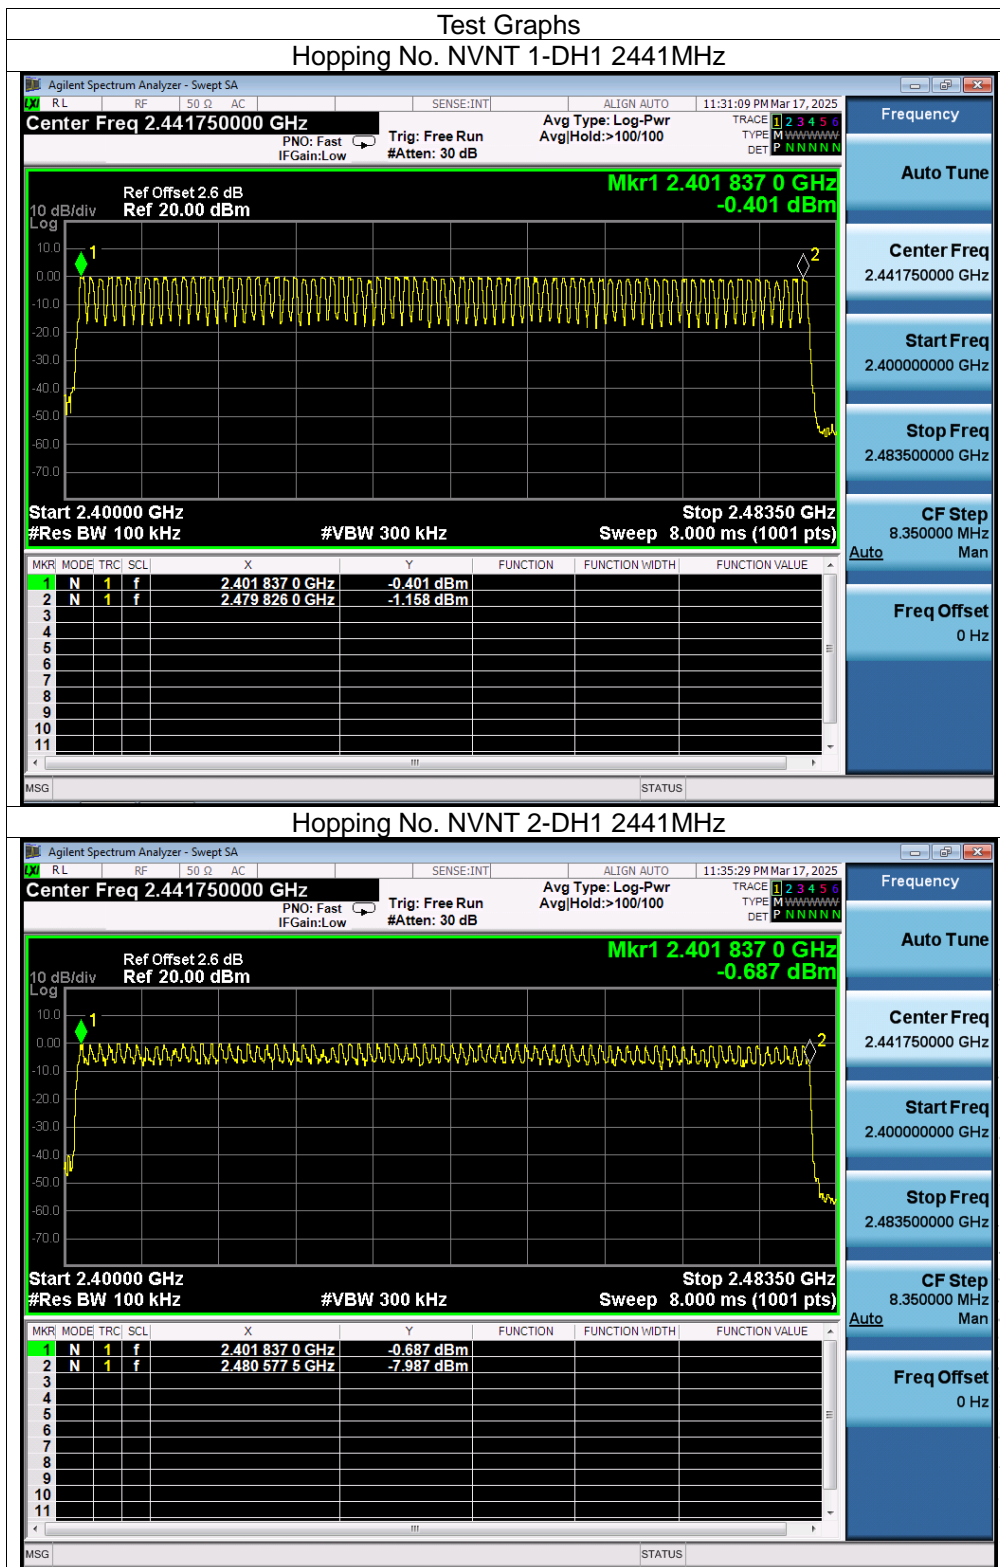 Test Graphs
Hopping No. NVNT 1-DH1 2441MHz
Agilent Spectrum Analyzer - Swept SA
LXI RL RF 50 Ω AC SENSE:INT ALIGN AUTO 11:31:09 PM Mar 17, 2025
Center Freq 2.441750000 GHz
PNO: Fast
IFGain:Low
Trig: Free Run
#Atten: 30 dB
Avg Type: Log-Pwr
Avg|Hold:>100/100
TRACE 1 2 3 4 5 6
TYPE M WWWWW
DET P N N N N N
Ref Offset 2.6 dB
10 dB/div Ref 20.00 dBm
Log
Mkr1 2.401 837 0 GHz
-0.401 dBm
10.0
0.00
-10.0
-20.0
-30.0
-40.0
-50.0
-60.0
-70.0
1
2
Start 2.40000 GHz Stop 2.48350 GHz
#Res BW 100 kHz #VBW 300 kHz Sweep 8.000 ms (1001 pts)
MKR MODE TRC SCL X Y FUNCTION FUNCTION WIDTH FUNCTION VALUE
1 N 1 f 2.401 837 0 GHz -0.401 dBm
2 N 1 f 2.479 826 0 GHz -1.158 dBm
3
4
5
6
7
8
9
10
11
MSG STATUS
Frequency
Auto Tune
Center Freq
2.441750000 GHz
Start Freq
2.400000000 GHz
Stop Freq
2.483500000 GHz
CF Step
8.350000 MHz
Auto Man
Freq Offset
0 Hz
Hopping No. NVNT 2-DH1 2441MHz
Agilent Spectrum Analyzer - Swept SA
LXI RL RF 50 Ω AC SENSE:INT ALIGN AUTO 11:35:29 PM Mar 17, 2025
Center Freq 2.441750000 GHz
PNO: Fast
IFGain:Low
Trig: Free Run
#Atten: 30 dB
Avg Type: Log-Pwr
Avg|Hold:>100/100
TRACE 1 2 3 4 5 6
TYPE M WWWWW
DET P N N N N N
Ref Offset 2.6 dB
10 dB/div Ref 20.00 dBm
Log
Mkr1 2.401 837 0 GHz
-0.687 dBm
10.0
0.00
-10.0
-20.0
-30.0
-40.0
-50.0
-60.0
-70.0
1
2
Start 2.40000 GHz Stop 2.48350 GHz
#Res BW 100 kHz #VBW 300 kHz Sweep 8.000 ms (1001 pts)
MKR MODE TRC SCL X Y FUNCTION FUNCTION WIDTH FUNCTION VALUE
1 N 1 f 2.401 837 0 GHz -0.687 dBm
2 N 1 f 2.480 577 5 GHz -7.987 dBm
3
4
5
6
7
8
9
10
11
MSG STATUS
Frequency
Auto Tune
Center Freq
2.441750000 GHz
Start Freq
2.400000000 GHz
Stop Freq
2.483500000 GHz
CF Step
8.350000 MHz
Auto Man
Freq Offset
0 Hz